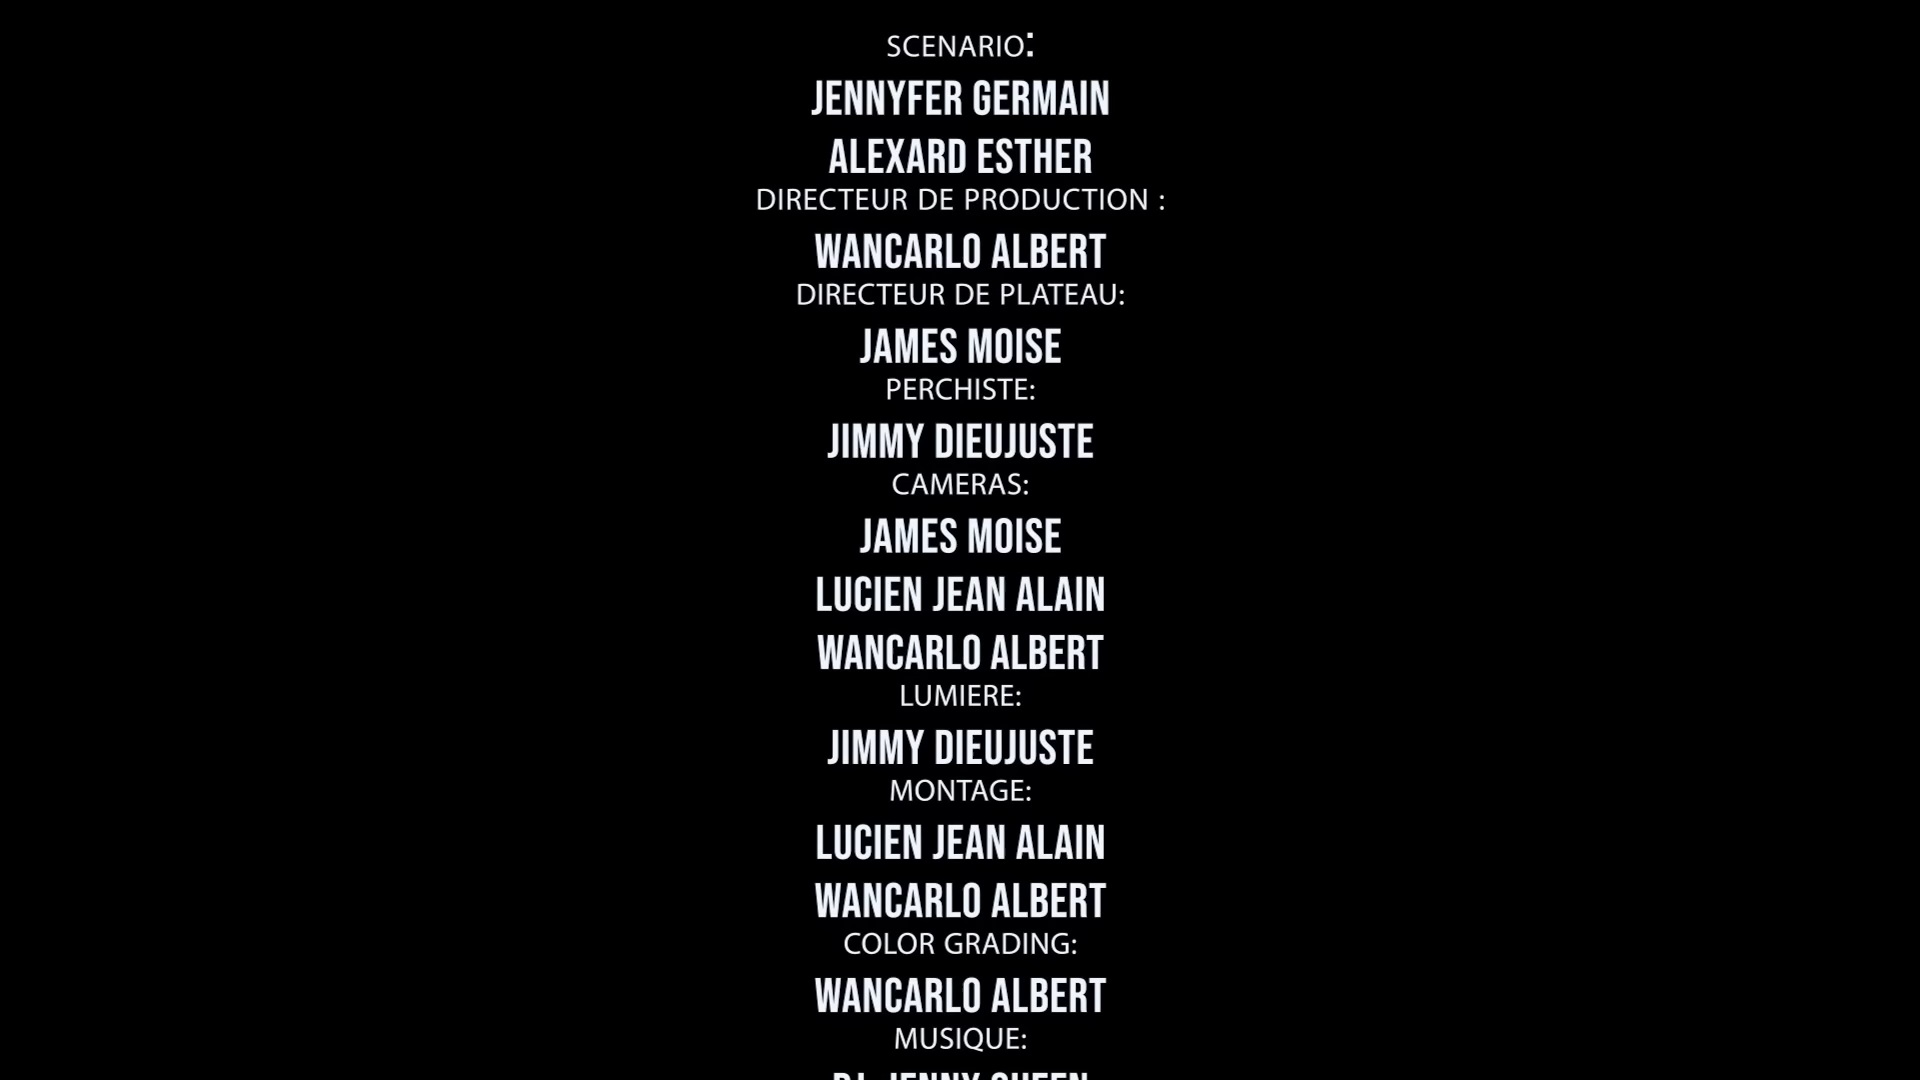 SCENARIO:
JENNYFER GERMAIN
ALEXARD ESTHER
DIRECTEUR DE PRODUCTION :
WANCARLO ALBERT
DIRECTEUR DE PLATEAU:
JAMES MOISE
PERCHISTE:
JIMMY DIEUJUSTE
CAMERAS:
JAMES MOISE
LUCIEN JEAN ALAIN
WANCARLO ALBERT
LUMIERE:
JIMMY DIEUJUSTE
MONTAGE:
LUCIEN JEAN ALAIN
WANCARLO ALBERT
COLOR GRADING:
WANCARLO ALBERT
MUSIQUE:
JENNY QUEEN